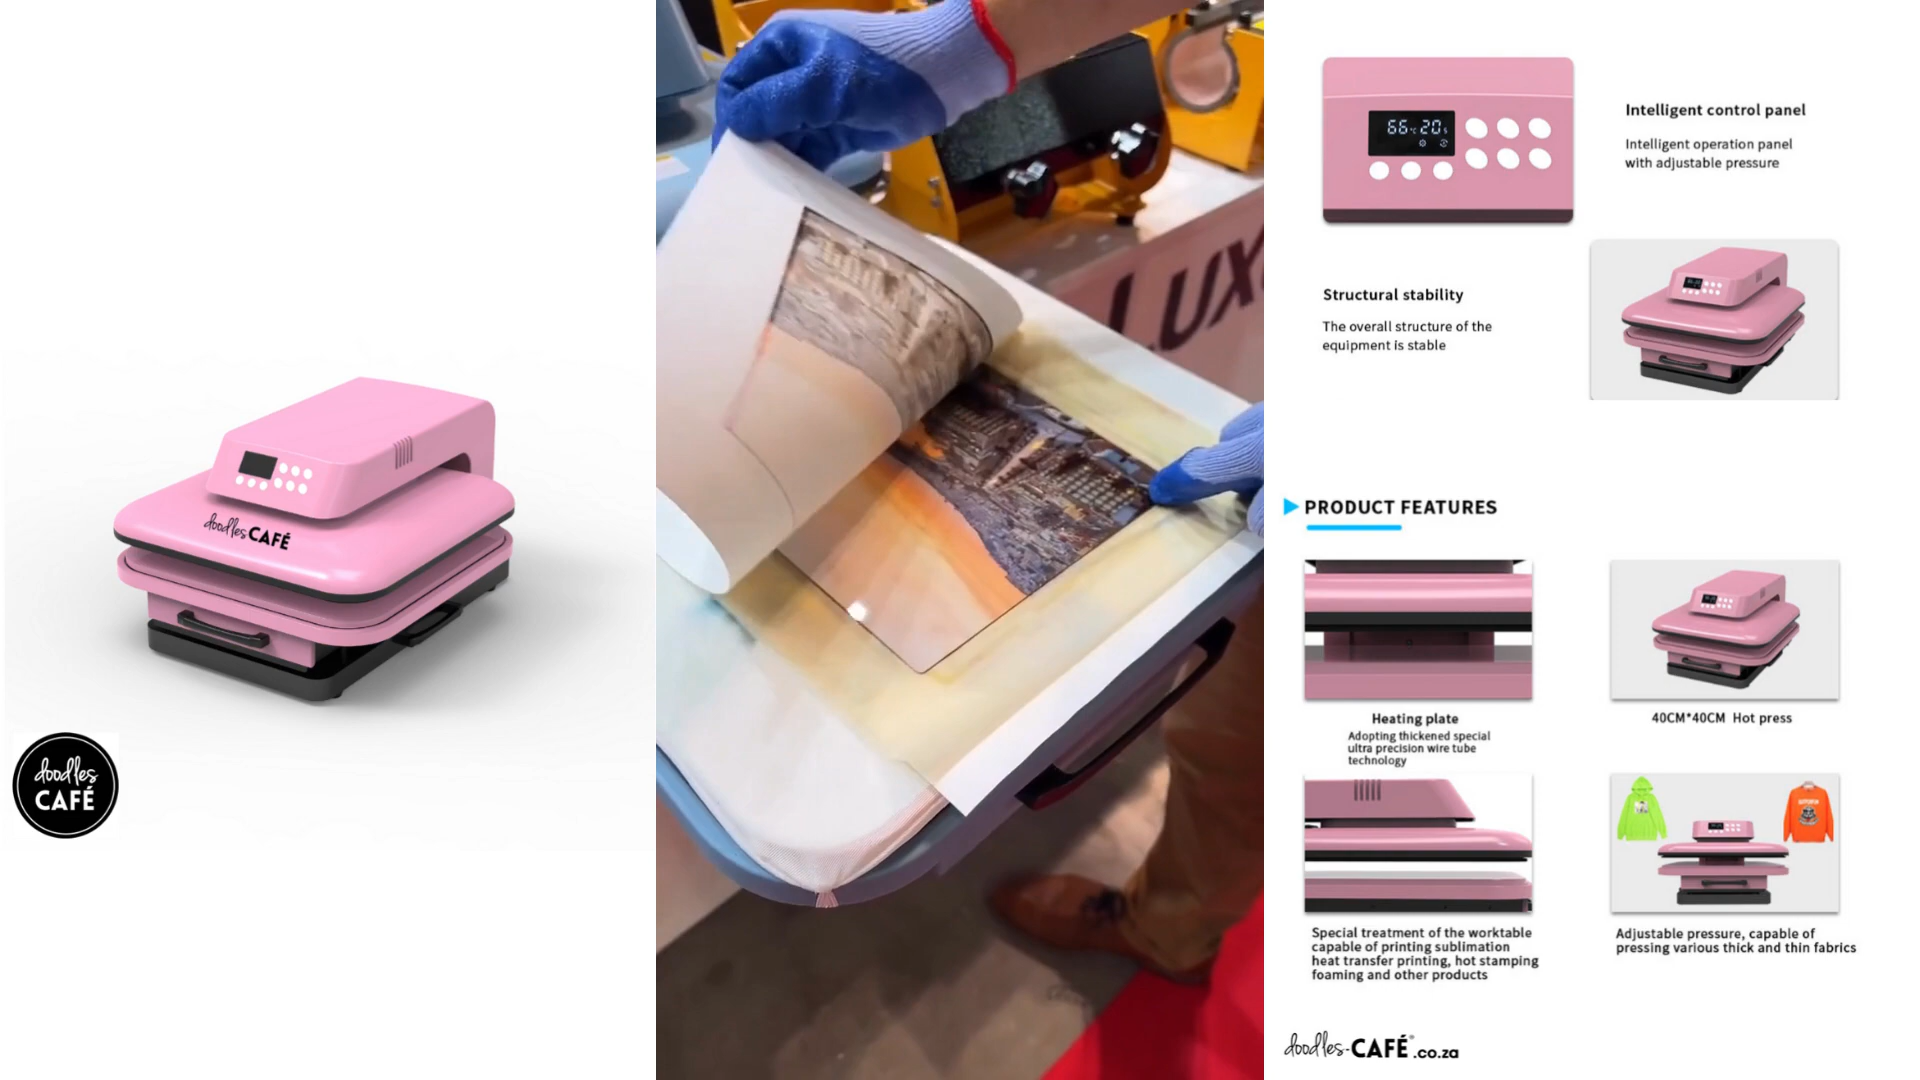 doodles CAFÉ
doodles
CAFÉ
LUX
66°C 20s
Intelligent control panel
Intelligent operation panel
with adjustable pressure
Structural stability
The overall structure of the
equipment is stable
PRODUCT FEATURES
Heating plate
Adopting thickened special
ultra precision wire tube
technology
40CM*40CM Hot press
Special treatment of the worktable
capable of printing sublimation
heat transfer printing, hot stamping
foaming and other products
Adjustable pressure, capable of
pressing various thick and thin fabrics
doodles-CAFÉ®.co.za